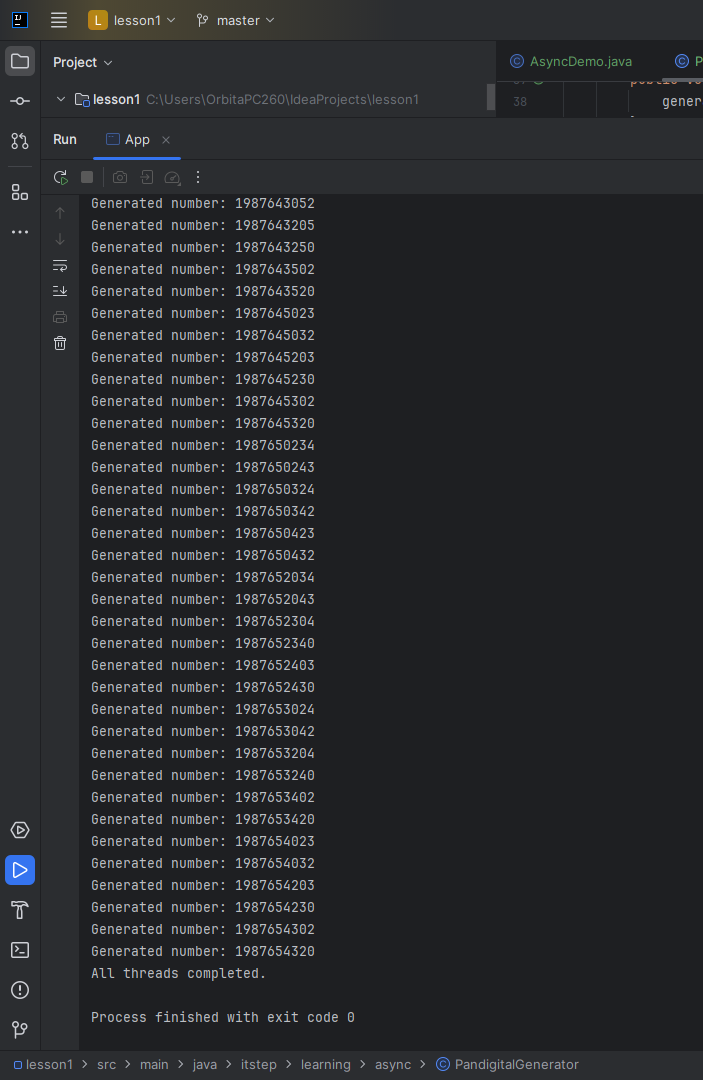 L lesson1 master
Project
AsyncDemo.java P
lesson1 C:\Users\OrbitaPC260\IdeaProjects\lesson1
38 gener
Run App
Generated number: 1987643052
Generated number: 1987643205
Generated number: 1987643250
Generated number: 1987643502
Generated number: 1987643520
Generated number: 1987645023
Generated number: 1987645032
Generated number: 1987645203
Generated number: 1987645230
Generated number: 1987645302
Generated number: 1987645320
Generated number: 1987650234
Generated number: 1987650243
Generated number: 1987650324
Generated number: 1987650342
Generated number: 1987650423
Generated number: 1987650432
Generated number: 1987652034
Generated number: 1987652043
Generated number: 1987652304
Generated number: 1987652340
Generated number: 1987652403
Generated number: 1987652430
Generated number: 1987653024
Generated number: 1987653042
Generated number: 1987653204
Generated number: 1987653240
Generated number: 1987653402
Generated number: 1987653420
Generated number: 1987654023
Generated number: 1987654032
Generated number: 1987654203
Generated number: 1987654230
Generated number: 1987654302
Generated number: 1987654320
All threads completed.
Process finished with exit code 0
lesson1 > src > main > java > itstep > learning > async > PandigitalGenerator